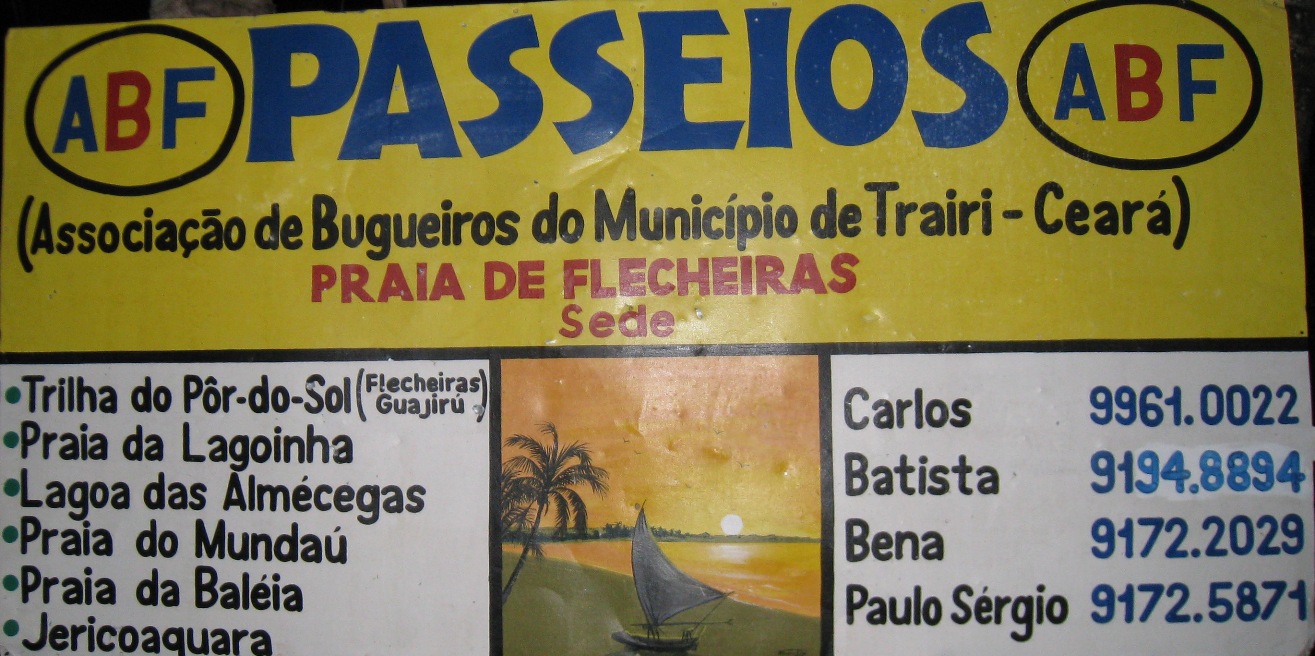 ABF PASSEIOS ABF
(Associação de Bugueiros do Município de Trairi - Ceará)
PRAIA DE FLECHEIRAS
Sede
•Trilha do Pôr-do-Sol (Flecheiras Guajirú)
•Praia da Lagoinha
•Lagoa das Almécegas
•Praia do Mundaú
•Praia da Baléia
•Jericoaquara
Carlos 9961.0022
Batista 9194.8894
Bena 9172.2029
Paulo Sérgio 9172.5871